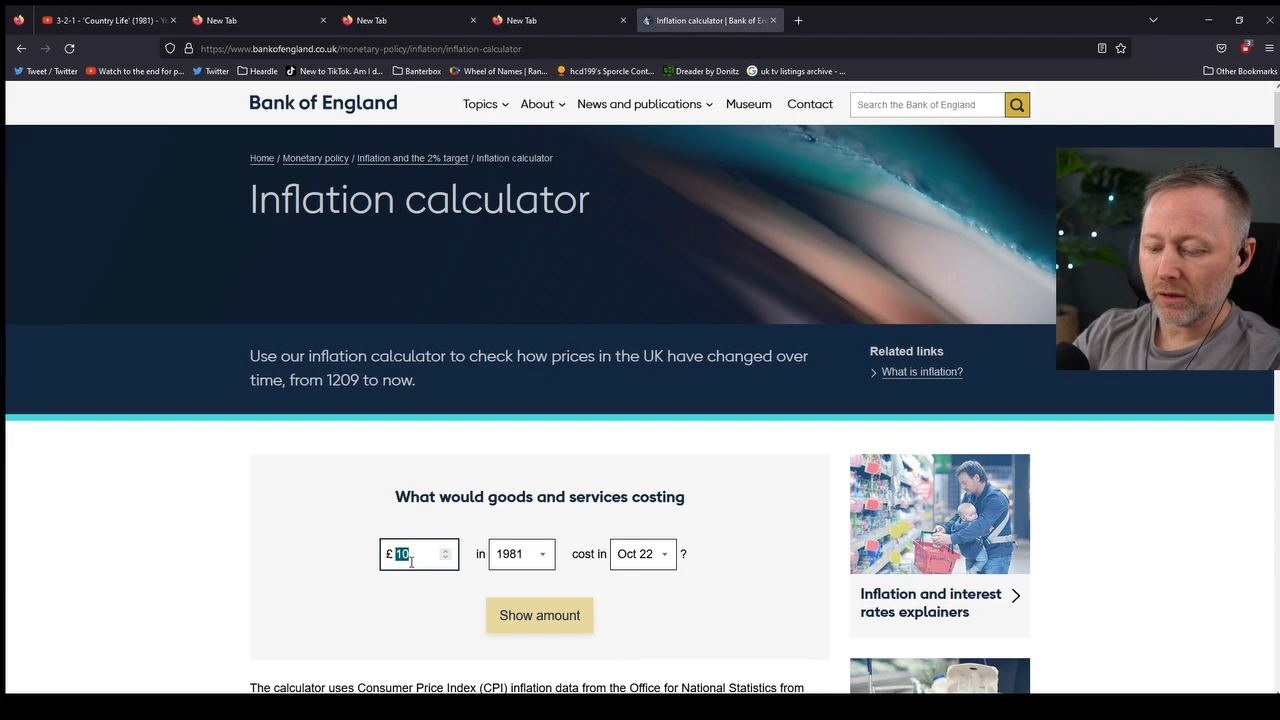 3-2-1 - 'Country Life' (1981) - Yo
New Tab
New Tab
New Tab
Inflation calculator | Bank of En
https://www.bankofengland.co.uk/monetary-policy/inflation/inflation-calculator
3
Tweet / Twitter
Watch to the end for p...
Twitter
Heardle
New to TikTok. Am I d...
Banterbox
Wheel of Names | Ran...
hcd199's Sporcle Cont...
Dreader by Donitz
uk tv listings archive - ...
Other Bookmarks
Bank of England
Topics
About
News and publications
Museum
Contact
Search the Bank of England
Home / Monetary policy / Inflation and the 2% target / Inflation calculator
Inflation calculator
Use our inflation calculator to check how prices in the UK have changed over
time, from 1209 to now.
Related links
What is inflation?
What would goods and services costing
£ 10 in 1981 cost in Oct 22 ?
Show amount
Inflation and interest
rates explainers
The calculator uses Consumer Price Index (CPI) inflation data from the Office for National Statistics from